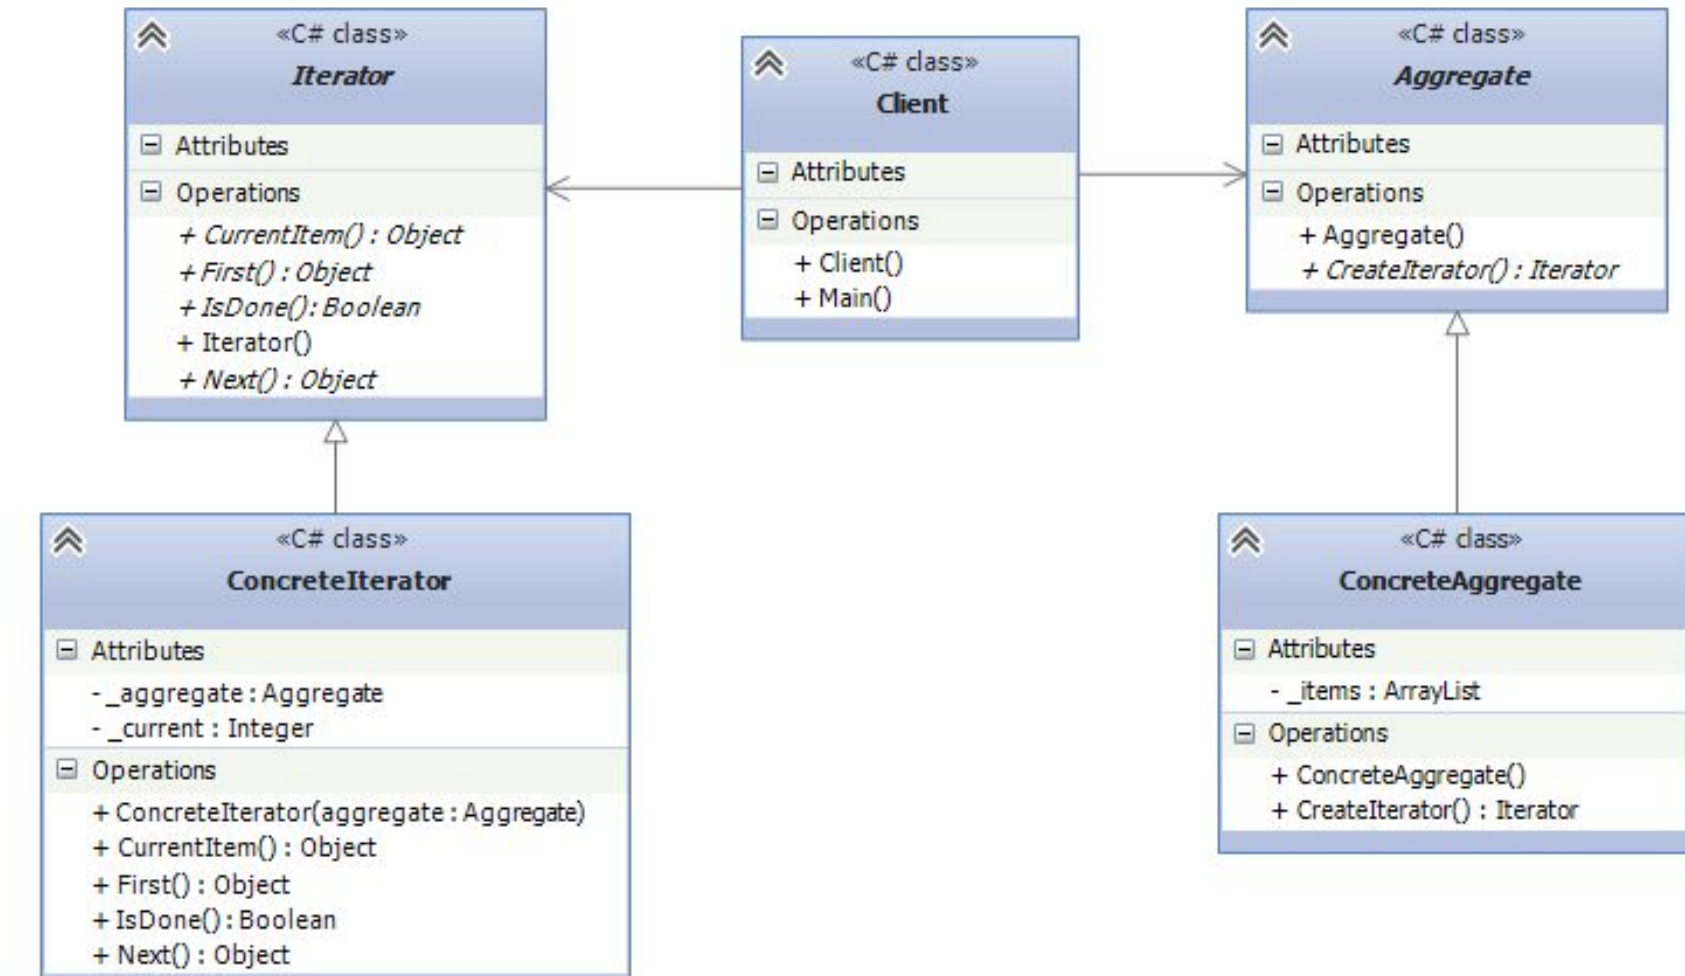 «C# class»
Iterator
Attributes
Operations
+ CurrentItem() : Object
+ First() : Object
+ IsDone(): Boolean
+ Iterator()
+ Next() : Object
«C# class»
Client
Attributes
Operations
+ Client()
+ Main()
«C# class»
Aggregate
Attributes
Operations
+ Aggregate()
+ CreateIterator() : Iterator
«C# class»
ConcreteIterator
Attributes
- _aggregate : Aggregate
- _current : Integer
Operations
+ ConcreteIterator(aggregate : Aggregate)
+ CurrentItem() : Object
+ First() : Object
+ IsDone() : Boolean
+ Next() : Object
«C# class»
ConcreteAggregate
Attributes
- _items : ArrayList
Operations
+ ConcreteAggregate()
+ CreateIterator() : Iterator